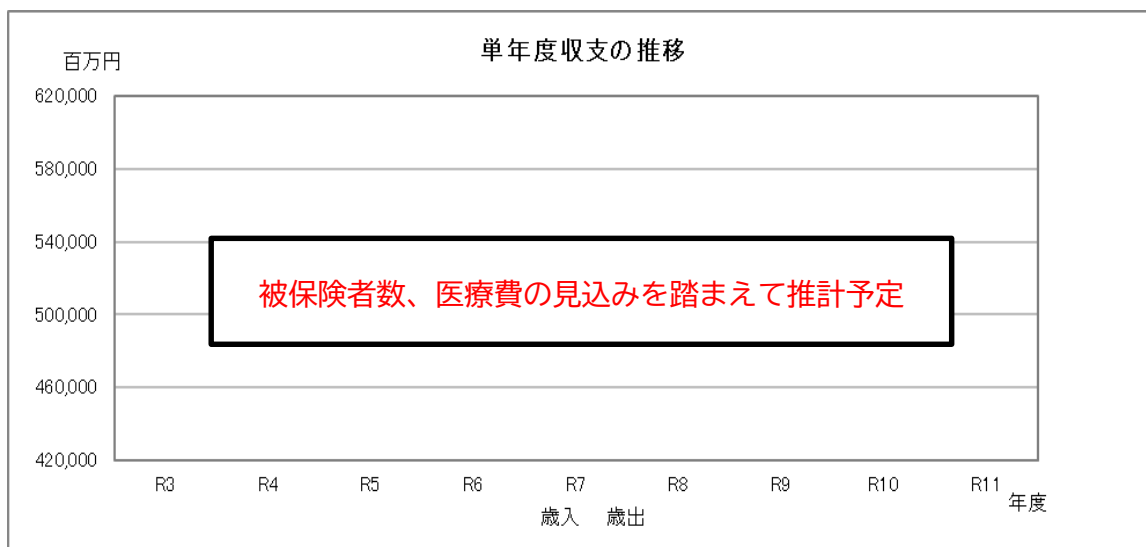 単年度収支の推移
百万円
620,000
580,000
540,000
500,000
460,000
420,000
被保険者数、医療費の見込みを踏まえて推計予定
R3 R4 R5 R6 R7 R8 R9 R10 R11
年度
歳入 歳出